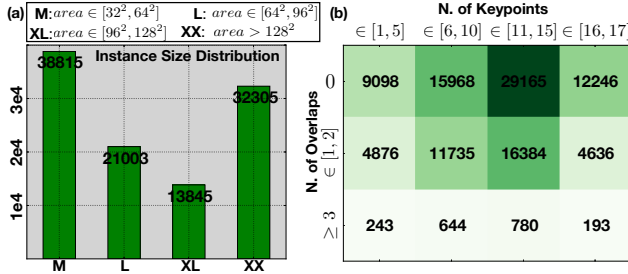 (a) M: area ∈ [32², 64²] L: area ∈ [64², 96²]
XL: area ∈ [96², 128²] XX: area > 128²
Instance Size Distribution
38815
21003
13845
32305
3e4
2e4
1e4
M L XL XX
(b) N. of Keypoints
∈ [1, 5] ∈ [6, 10] ∈ [11, 15] ∈ [16, 17]
N. of Overlaps
0 9098 15968 29165 12246
∈ [1, 2] 4876 11735 16384 4636
≥ 3 243 644 780 193